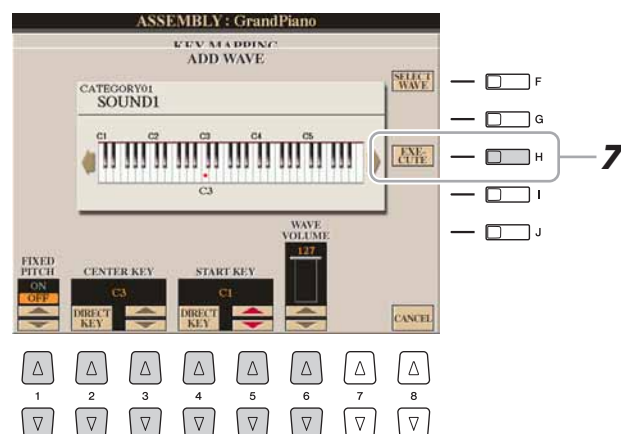 ASSEMBLY : GrandPiano
KEY MAPPING
ADD WAVE
SELECT
WAVE
CATEGORY01
SOUND1
C1 C2 C3 C4 C5
C3
EXE-
CUTE
F
G
H
I
J
7
WAVE
VOLUME
127
FIXED
PITCH
ON
OFF
CENTER KEY
C3
DIRECT
KEY
START KEY
C1
DIRECT
KEY
CANCEL
1 2 3 4 5 6 7 8